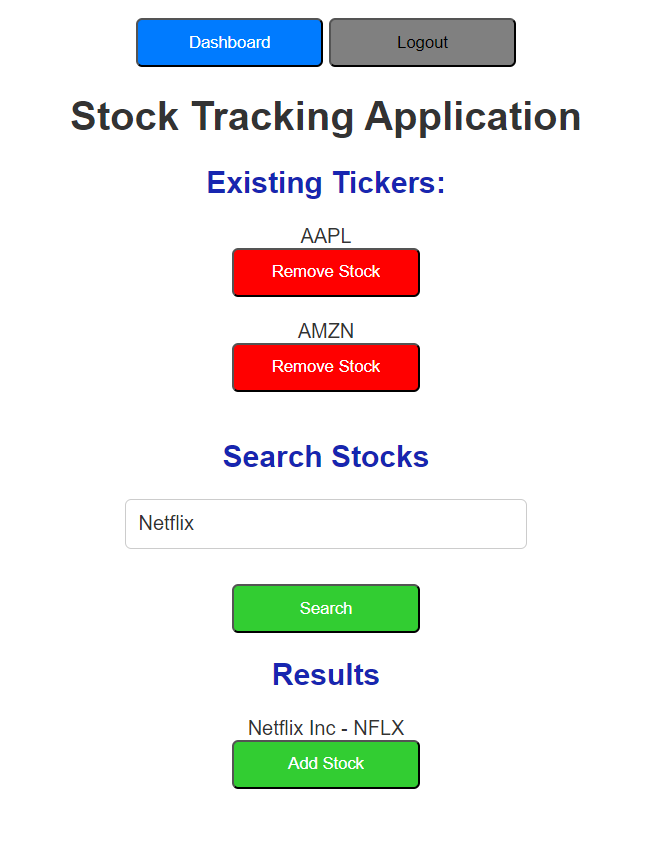 Dashboard Logout
Stock Tracking Application
Existing Tickers:
AAPL
Remove Stock
AMZN
Remove Stock
Search Stocks
Netflix
Search
Results
Netflix Inc - NFLX
Add Stock